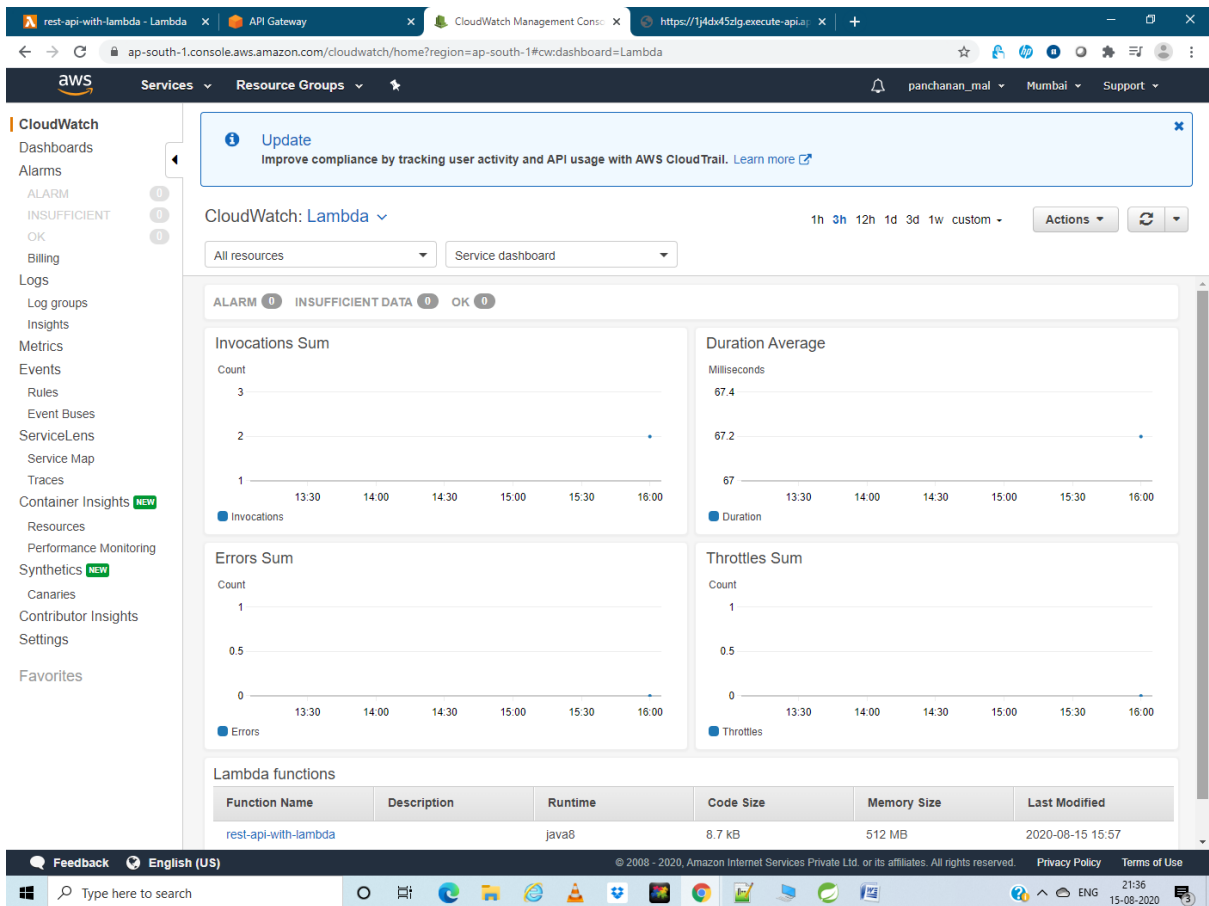 rest-api-with-lambda - Lambda
API Gateway
CloudWatch Management Conso
https://1j4dx45zlg.execute-api.ap
ap-south-1.console.aws.amazon.com/cloudwatch/home?region=ap-south-1#cw:dashboard=Lambda
aws Services Resource Groups panchanan_mal Mumbai Support
CloudWatch
Dashboards
Alarms
ALARM 0
INSUFFICIENT 0
OK 0
Billing
Logs
Log groups
Insights
Metrics
Events
Rules
Event Buses
ServiceLens
Service Map
Traces
Container Insights NEW
Resources
Performance Monitoring
Synthetics NEW
Canaries
Contributor Insights
Settings
Favorites
Update
Improve compliance by tracking user activity and API usage with AWS CloudTrail. Learn more
CloudWatch: Lambda
1h 3h 12h 1d 3d 1w custom Actions
All resources Service dashboard
ALARM 0 INSUFFICIENT DATA 0 OK 0
Invocations Sum
Count
3
2
1
13:30 14:00 14:30 15:00 15:30 16:00
Invocations
Duration Average
Milliseconds
67.4
67.2
67
13:30 14:00 14:30 15:00 15:30 16:00
Duration
Errors Sum
Count
1
0.5
0
13:30 14:00 14:30 15:00 15:30 16:00
Errors
Throttles Sum
Count
1
0.5
0
13:30 14:00 14:30 15:00 15:30 16:00
Throttles
Lambda functions
Function Name Description Runtime Code Size Memory Size Last Modified
rest-api-with-lambda java8 8.7 kB 512 MB 2020-08-15 15:57
Feedback English (US) © 2008 - 2020, Amazon Internet Services Private Ltd. or its affiliates. All rights reserved. Privacy Policy Terms of Use
Type here to search
ENG
21:36
15-08-2020
3